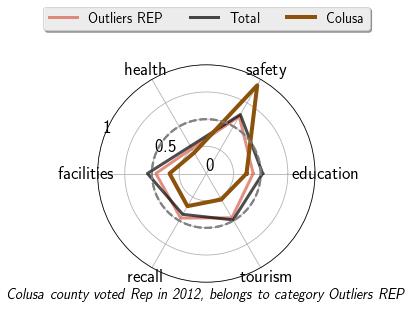 Outliers REP Total Colusa
health safety
1
0.5
0
facilities education
recall tourism
Colusa county voted Rep in 2012, belongs to category Outliers REP